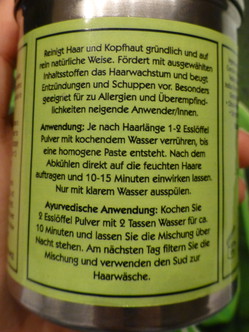 Reinigt Haar und Kopfhaut gründlich und auf
rein natürliche Weise. Fördert mit ausgewählten
Inhaltsstoffen das Haarwachstum und beugt
Entzündungen und Schuppen vor. Besonders
geeignet für zu Allergien und Überempfind-
lichkeiten neigende Anwender/Innen.
Anwendung: Je nach Haarlänge 1-2 Esslöffel
Pulver mit kochendem Wasser verrühren, bis
eine homogene Paste entsteht. Nach dem
Abkühlen direkt auf die feuchten Haare
auftragen und 10-15 Minuten einwirken lassen.
Nur mit klarem Wasser ausspülen.
Ayurvedische Anwendung: Kochen Sie
2 Esslöffel Pulver mit 2 Tassen Wasser für ca.
10 Minuten und lassen Sie die Mischung über
Nacht stehen. Am nächsten Tag filtern Sie die
Mischung und verwenden den Sud zur
Haarwäsche.